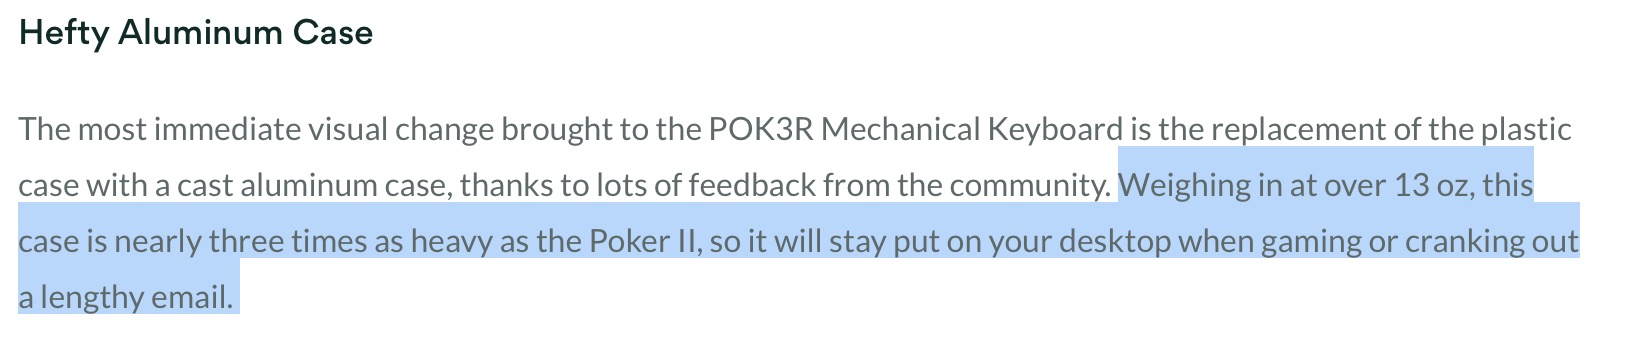 Hefty Aluminum Case
The most immediate visual change brought to the POK3R Mechanical Keyboard is the replacement of the plastic
case with a cast aluminum case, thanks to lots of feedback from the community. Weighing in at over 13 oz, this
case is nearly three times as heavy as the Poker II, so it will stay put on your desktop when gaming or cranking out
a lengthy email.